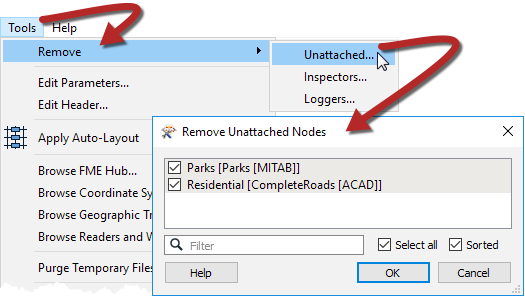 Tools Help
Remove
Unattached...
Inspectors...
Loggers...
Edit Parameters...
Edit Header...
Apply Auto-Layout
Browse FME Hub...
Browse Coordinate Sy
Browse Geographic Tr
Browse Readers and W
Purge Temporary Files
Remove Unattached Nodes
Parks [Parks [MITAB]]
Residential [CompleteRoads [ACAD]]
Filter
Select all
Sorted
Help
OK
Cancel